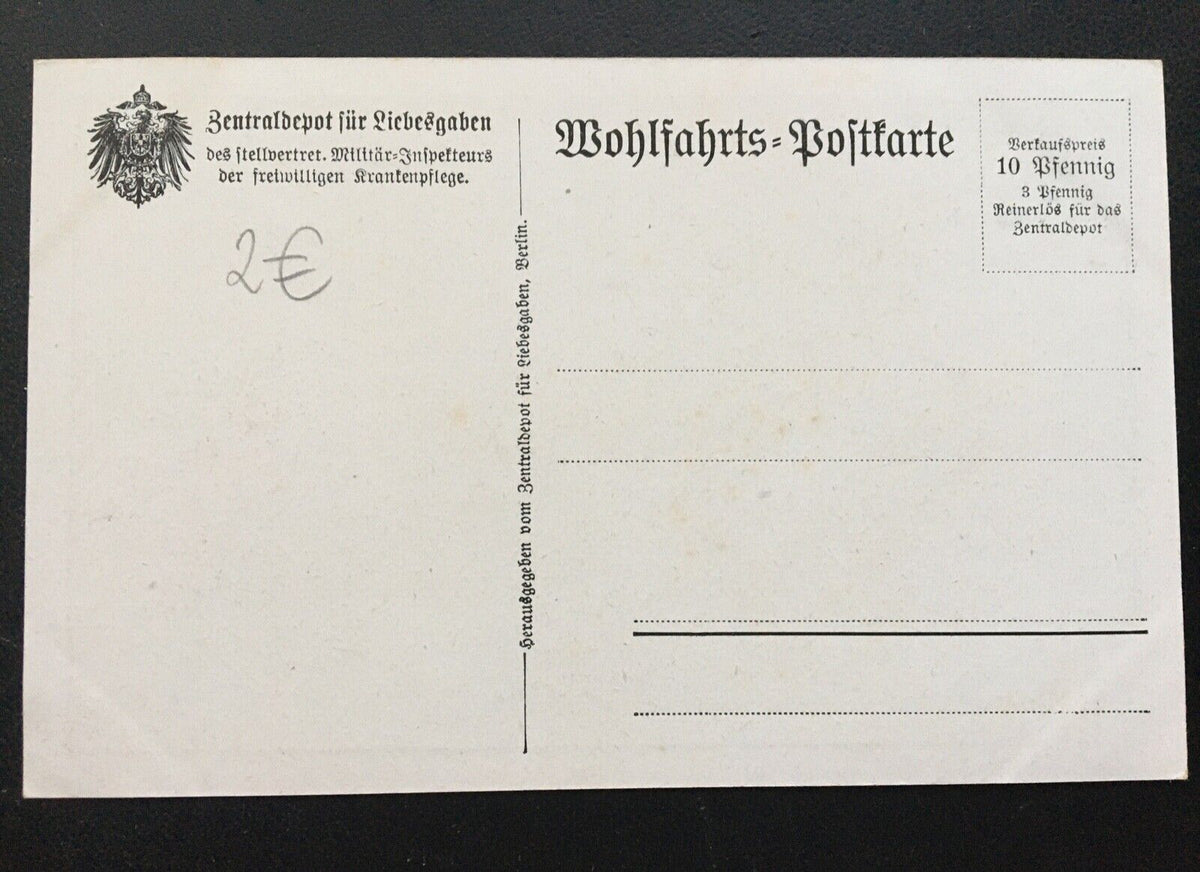 Zentraldepot für Liebesgaben
des stellvertret. Militär-Inspekteurs
der freiwilligen Krankenpflege.
2€
Herausgegeben vom Zentraldepot für Liebesgaben, Berlin.
Wohlfahrts-Postkarte
Verkaufspreis
10 Pfennig
3 Pfennig
Reinerlös für das
Zentraldepot